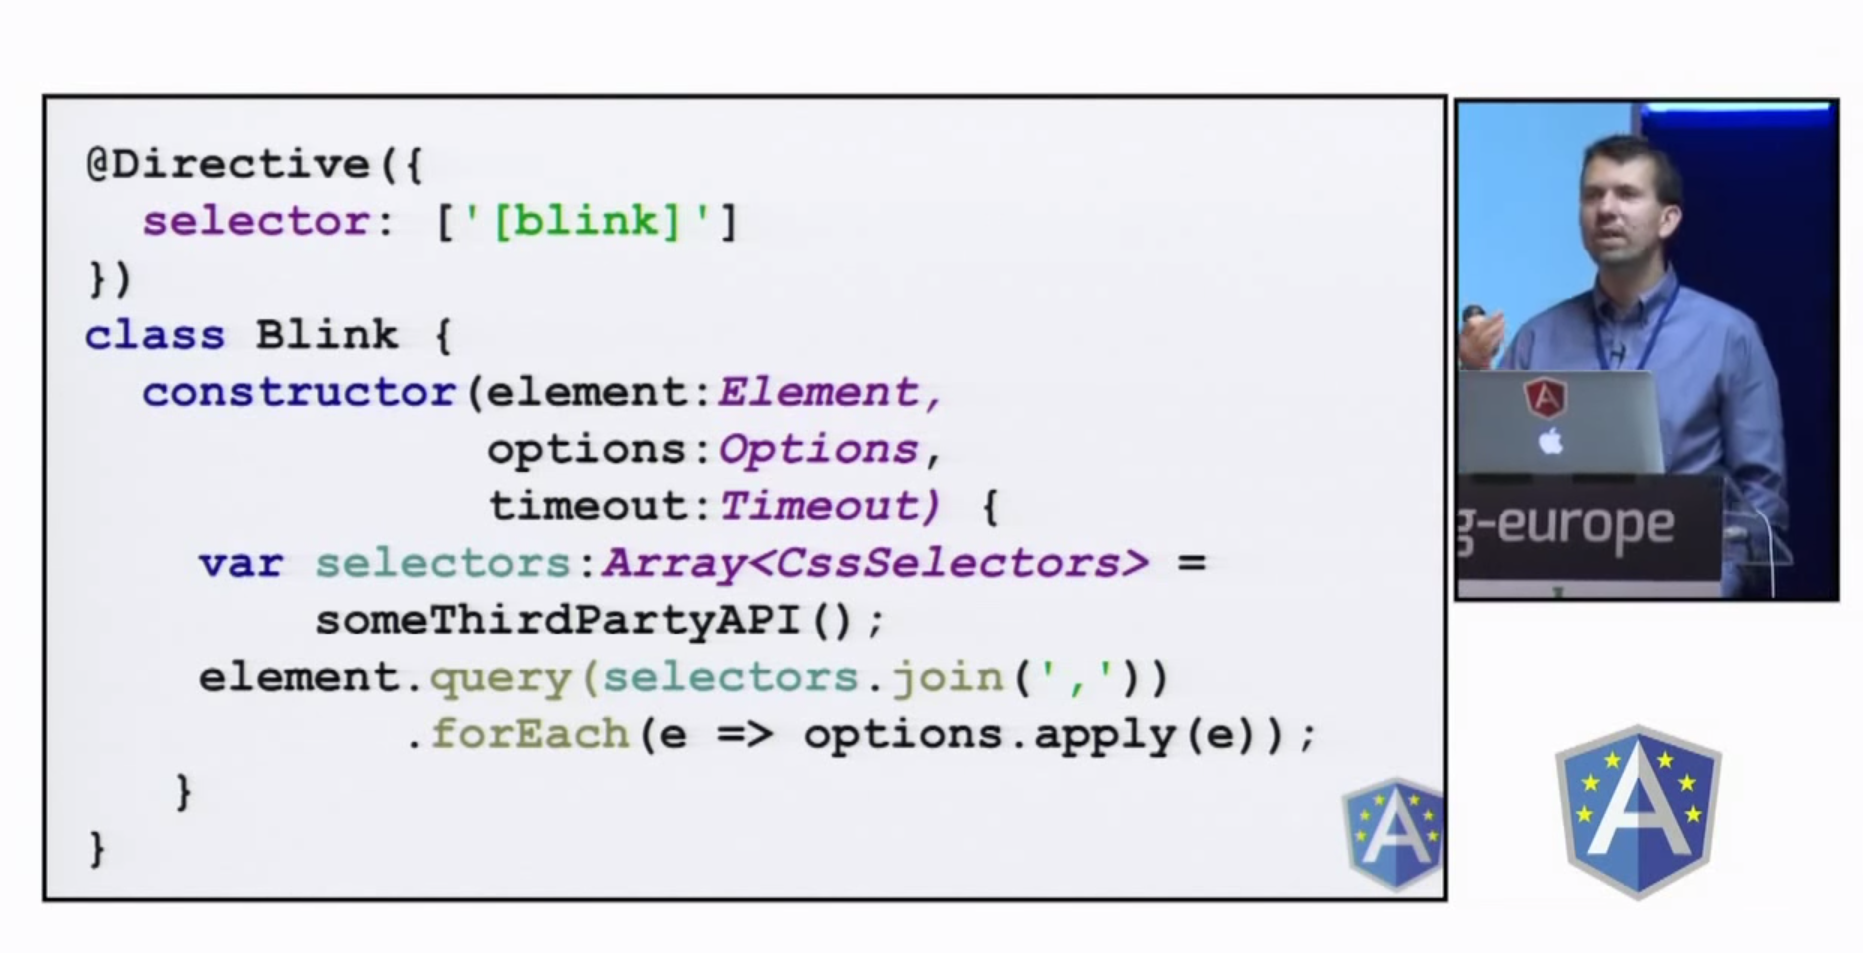 @Directive({
  selector: ['[blink]']
})
class Blink {
  constructor(element:Element,
              options:Options,
              timeout:Timeout) {
    var selectors:Array<CssSelectors> =
        someThirdPartyAPI();
    element.query(selectors.join(','))
           .forEach(e => options.apply(e));
   }
}
A
g-europe
A
A